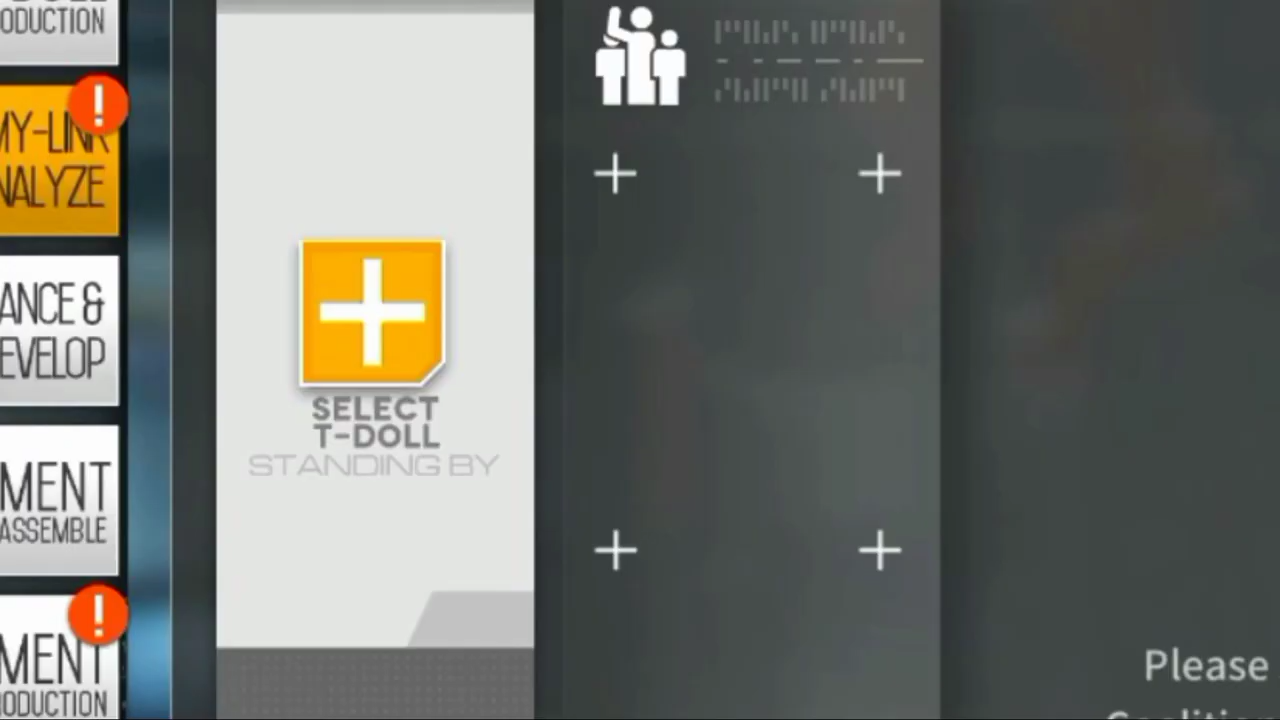 ODUCTION
MY-LINK
NALYZE
ANCE &
EVELOP
MENT
ASSEMBLE
MENT
ODUCTION
SELECT
T-DOLL
STANDING BY
Please